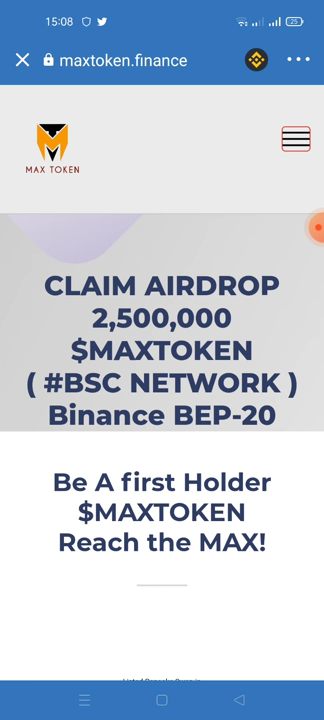 15:08
25
maxtoken.finance
MAX TOKEN
CLAIM AIRDROP
2,500,000
$MAXTOKEN
( #BSC NETWORK )
Binance BEP-20
Be A first Holder
$MAXTOKEN
Reach the MAX!